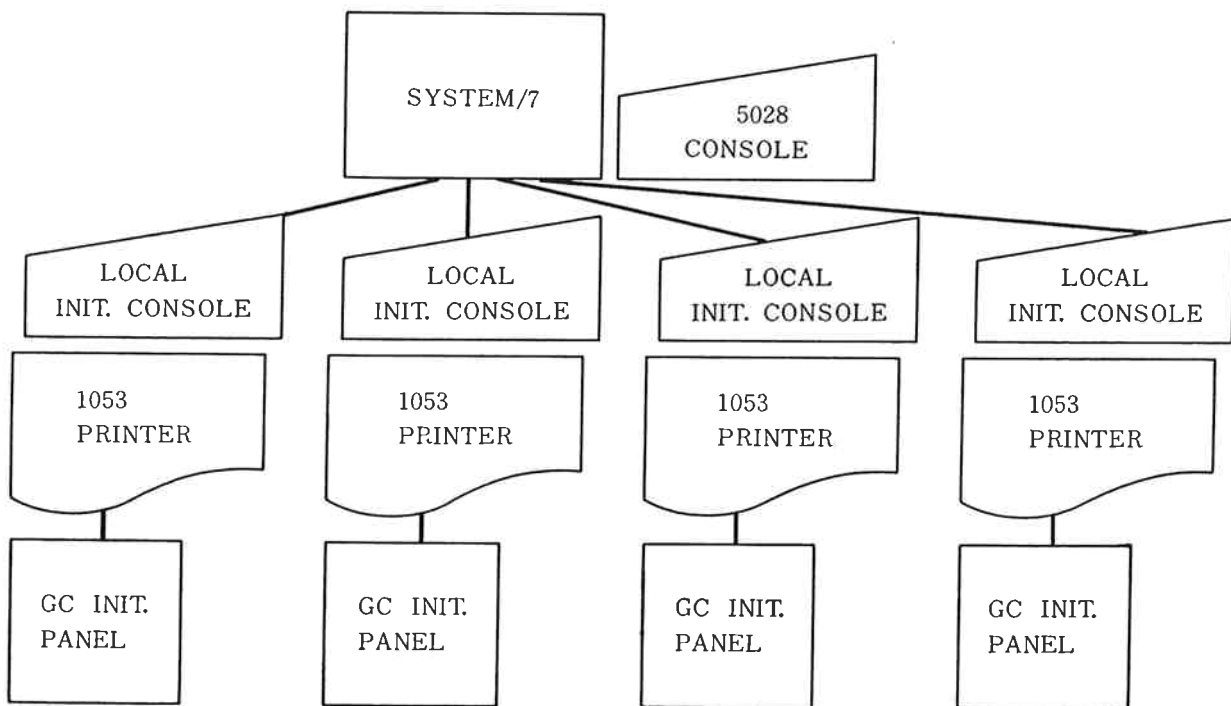 SYSTEM/7
5028
CONSOLE
LOCAL
INIT. CONSOLE
LOCAL
INIT. CONSOLE
LOCAL
INIT. CONSOLE
LOCAL
INIT. CONSOLE
1053
PRINTER
1053
PRINTER
1053
PRINTER
1053
PRINTER
GC INIT.
PANEL
GC INIT.
PANEL
GC INIT.
PANEL
GC INIT.
PANEL